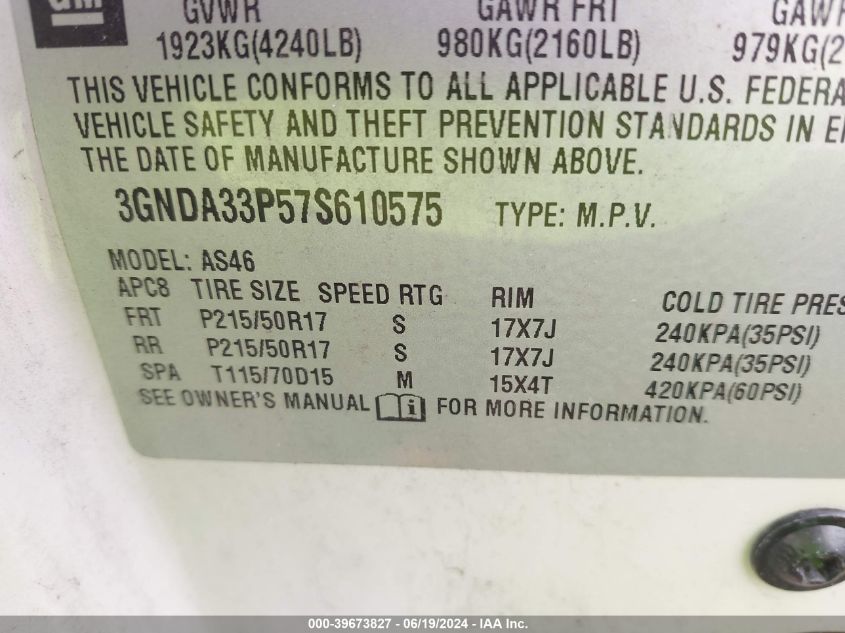 GM
GVWR GAWR FRT GAWR
1923KG(4240LB) 980KG(2160LB) 979KG(2
THIS VEHICLE CONFORMS TO ALL APPLICABLE U.S. FEDERA
VEHICLE SAFETY AND THEFT PREVENTION STANDARDS IN E
THE DATE OF MANUFACTURE SHOWN ABOVE.
3GNDA33P57S610575 TYPE: M.P.V.
MODEL: AS46
APC8 TIRE SIZE SPEED RTG RIM COLD TIRE PRES
FRT P215/50R17 S 17X7J 240KPA(35PSI)
RR P215/50R17 S 17X7J 240KPA(35PSI)
SPA T115/70D15 M 15X4T 420KPA(60PSI)
SEE OWNER'S MANUAL i FOR MORE INFORMATION.
000-39673827 - 06/19/2024 - IAA Inc.